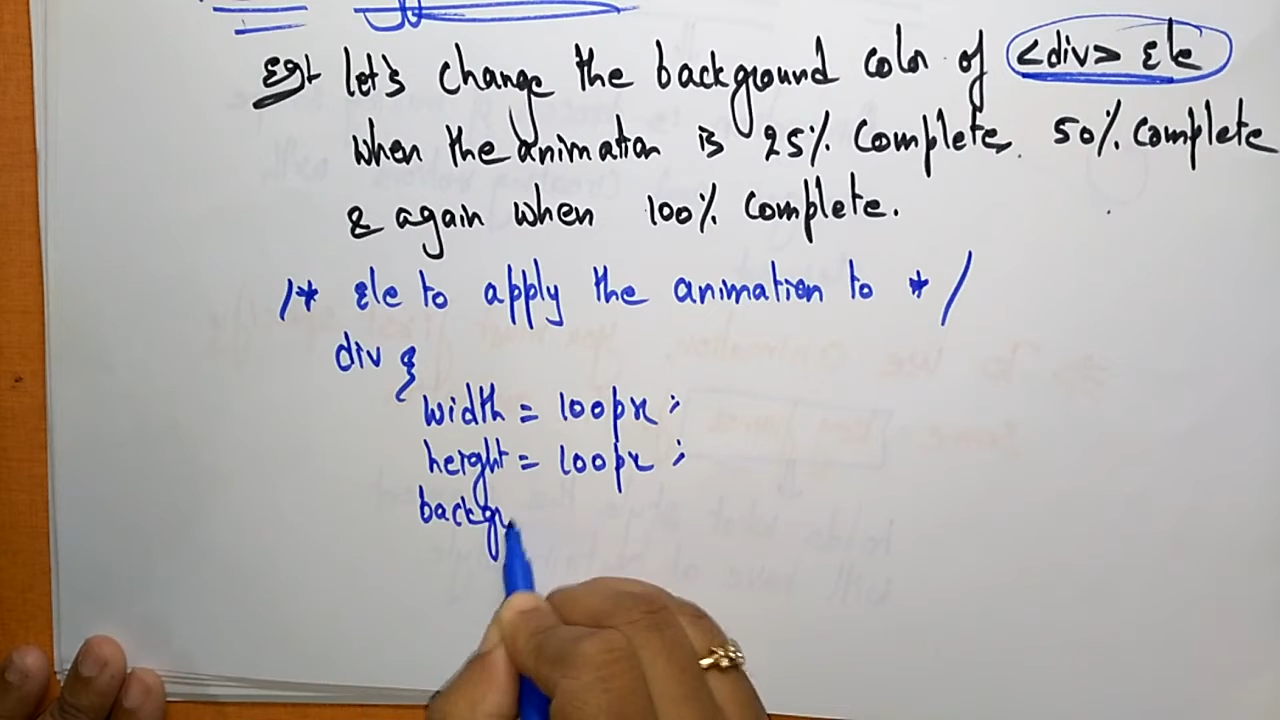 Eg:- let's change the background color of <div> Ele
when the animation is 25% complete, 50% complete
& again when 100% complete.
/* Ele to apply the animation to */
div {
width = 100px ;
height = 100px ;
backgr